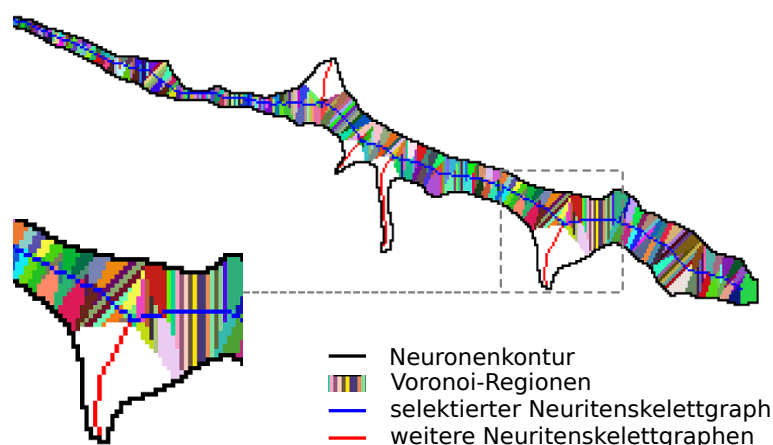 Neuronenkontur
Voronoi-Regionen
selektierter Neuritenskelettgraph
weitere Neuritenskelettgraphen